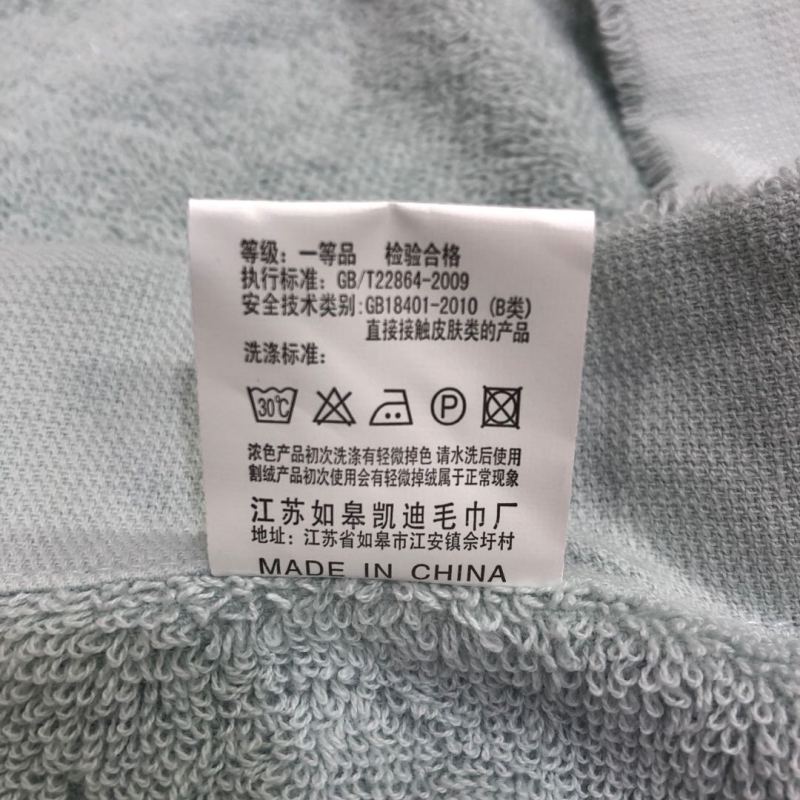 等级：一等品 检验合格
执行标准：GB/T22864-2009
安全技术类别：GB18401-2010 (B类)
直接接触皮肤类的产品
洗涤标准：
30℃ P
浓色产品初次洗涤有轻微掉色 请水洗后使用
割绒产品初次使用会有轻微掉绒属于正常现象
江苏如皋凯迪毛巾厂
地址：江苏省如皋市江安镇佘圩村
MADE IN CHINA